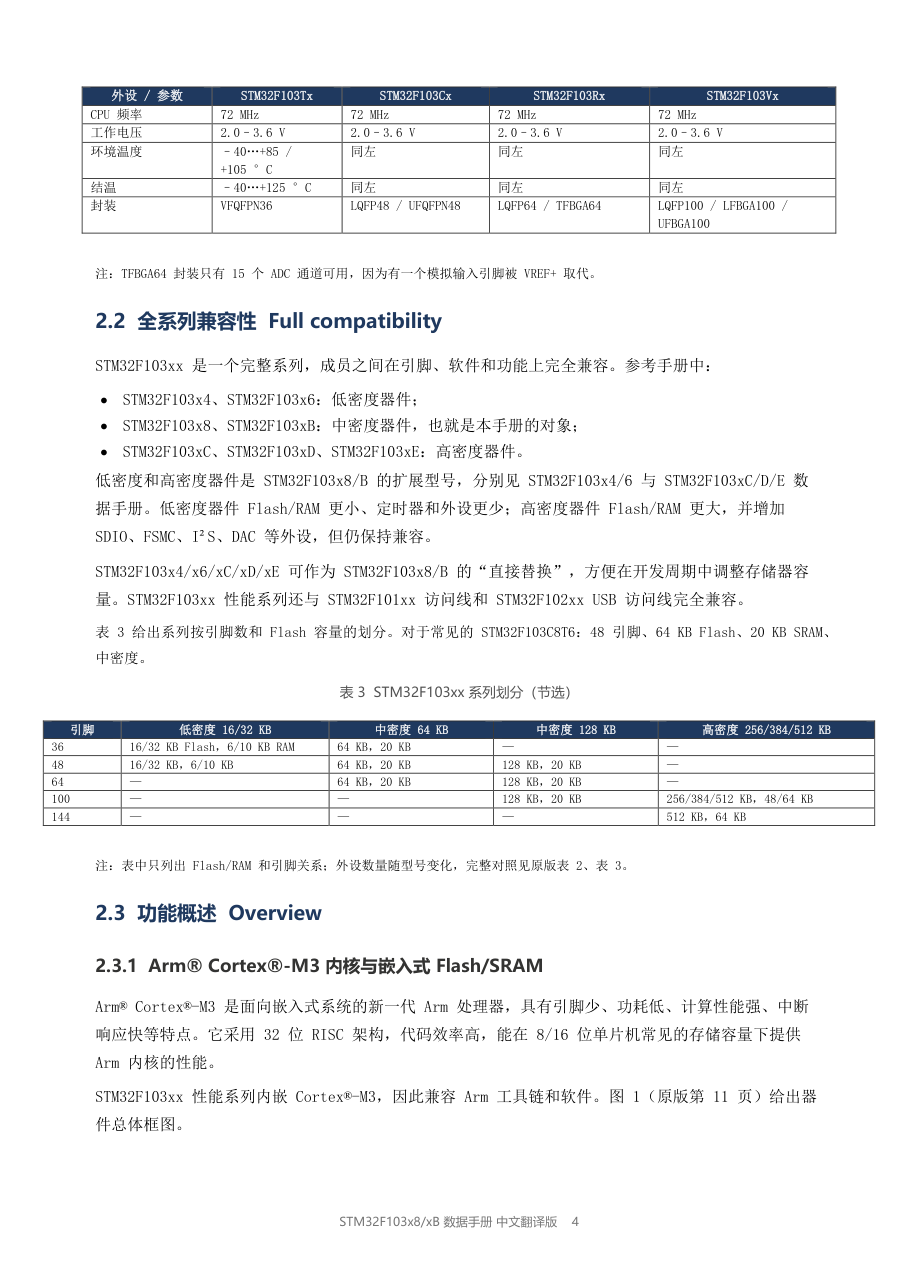 外设 / 参数 STM32F103Tx STM32F103Cx STM32F103Rx STM32F103Vx
CPU 频率 72 MHz 72 MHz 72 MHz 72 MHz
工作电压 2.0–3.6 V 2.0–3.6 V 2.0–3.6 V 2.0–3.6 V
环境温度 –40…+85 / +105 °C 同左 同左 同左
结温 –40…+125 °C 同左 同左 同左
封装 VFQFPN36 LQFP48 / UFQFPN48 LQFP64 / TFBGA64 LQFP100 / LFBGA100 / UFBGA100
注：TFBGA64 封装只有 15 个 ADC 通道可用，因为有一个模拟输入引脚被 VREF+ 取代。
2.2 全系列兼容性 Full compatibility
STM32F103xx 是一个完整系列，成员之间在引脚、软件和功能上完全兼容。参考手册中：
• STM32F103x4、STM32F103x6：低密度器件；
• STM32F103x8、STM32F103xB：中密度器件，也就是本手册的对象；
• STM32F103xC、STM32F103xD、STM32F103xE：高密度器件。
低密度和高密度器件是 STM32F103x8/B 的扩展型号，分别见 STM32F103x4/6 与 STM32F103xC/D/E 数
据手册。低密度器件 Flash/RAM 更小、定时器和外设更少；高密度器件 Flash/RAM 更大，并增加
SDIO、FSMC、I²S、DAC 等外设，但仍保持兼容。
STM32F103x4/x6/xC/xD/xE 可作为 STM32F103x8/B 的“直接替换”，方便在开发周期中调整存储器容
量。STM32F103xx 性能系列还与 STM32F101xx 访问线和 STM32F102xx USB 访问线完全兼容。
表 3 给出系列按引脚数和 Flash 容量的划分。对于常见的 STM32F103C8T6：48 引脚、64 KB Flash、20 KB SRAM、
中密度。
表 3 STM32F103xx 系列划分（节选）
引脚 低密度 16/32 KB 中密度 64 KB 中密度 128 KB 高密度 256/384/512 KB
36 16/32 KB Flash，6/10 KB RAM 64 KB，20 KB — —
48 16/32 KB，6/10 KB 64 KB，20 KB 128 KB，20 KB —
64 — 64 KB，20 KB 128 KB，20 KB —
100 — — 128 KB，20 KB 256/384/512 KB，48/64 KB
144 — — — 512 KB，64 KB
注：表中只列出 Flash/RAM 和引脚关系；外设数量随型号变化，完整对照见原版表 2、表 3。
2.3 功能概述 Overview
2.3.1 Arm® Cortex®-M3 内核与嵌入式 Flash/SRAM
Arm® Cortex®-M3 是面向嵌入式系统的新一代 Arm 处理器，具有引脚少、功耗低、计算性能强、中断
响应快等特点。它采用 32 位 RISC 架构，代码效率高，能在 8/16 位单片机常见的存储容量下提供
Arm 内核的性能。
STM32F103xx 性能系列内嵌 Cortex®-M3，因此兼容 Arm 工具链和软件。图 1（原版第 11 页）给出器
件总体框图。
STM32F103x8/xB 数据手册 中文翻译版 4